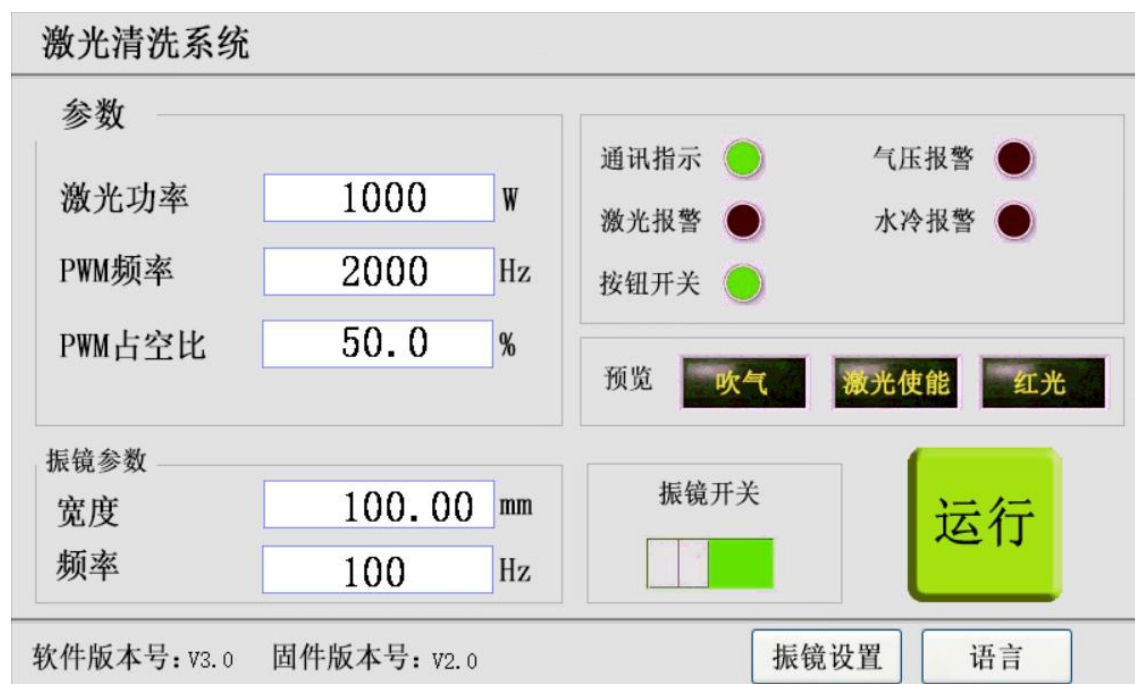 激光清洗系统
参数
激光功率 1000 W
PWM频率 2000 Hz
PWM占空比 50.0 %
通讯指示 气压报警
激光报警 水冷报警
按钮开关
预览 吹气 激光使能 红光
振镜参数
宽度 100.00 mm
频率 100 Hz
振镜开关
运行
软件版本号: V3.0 固件版本号: V2.0
振镜设置 语言